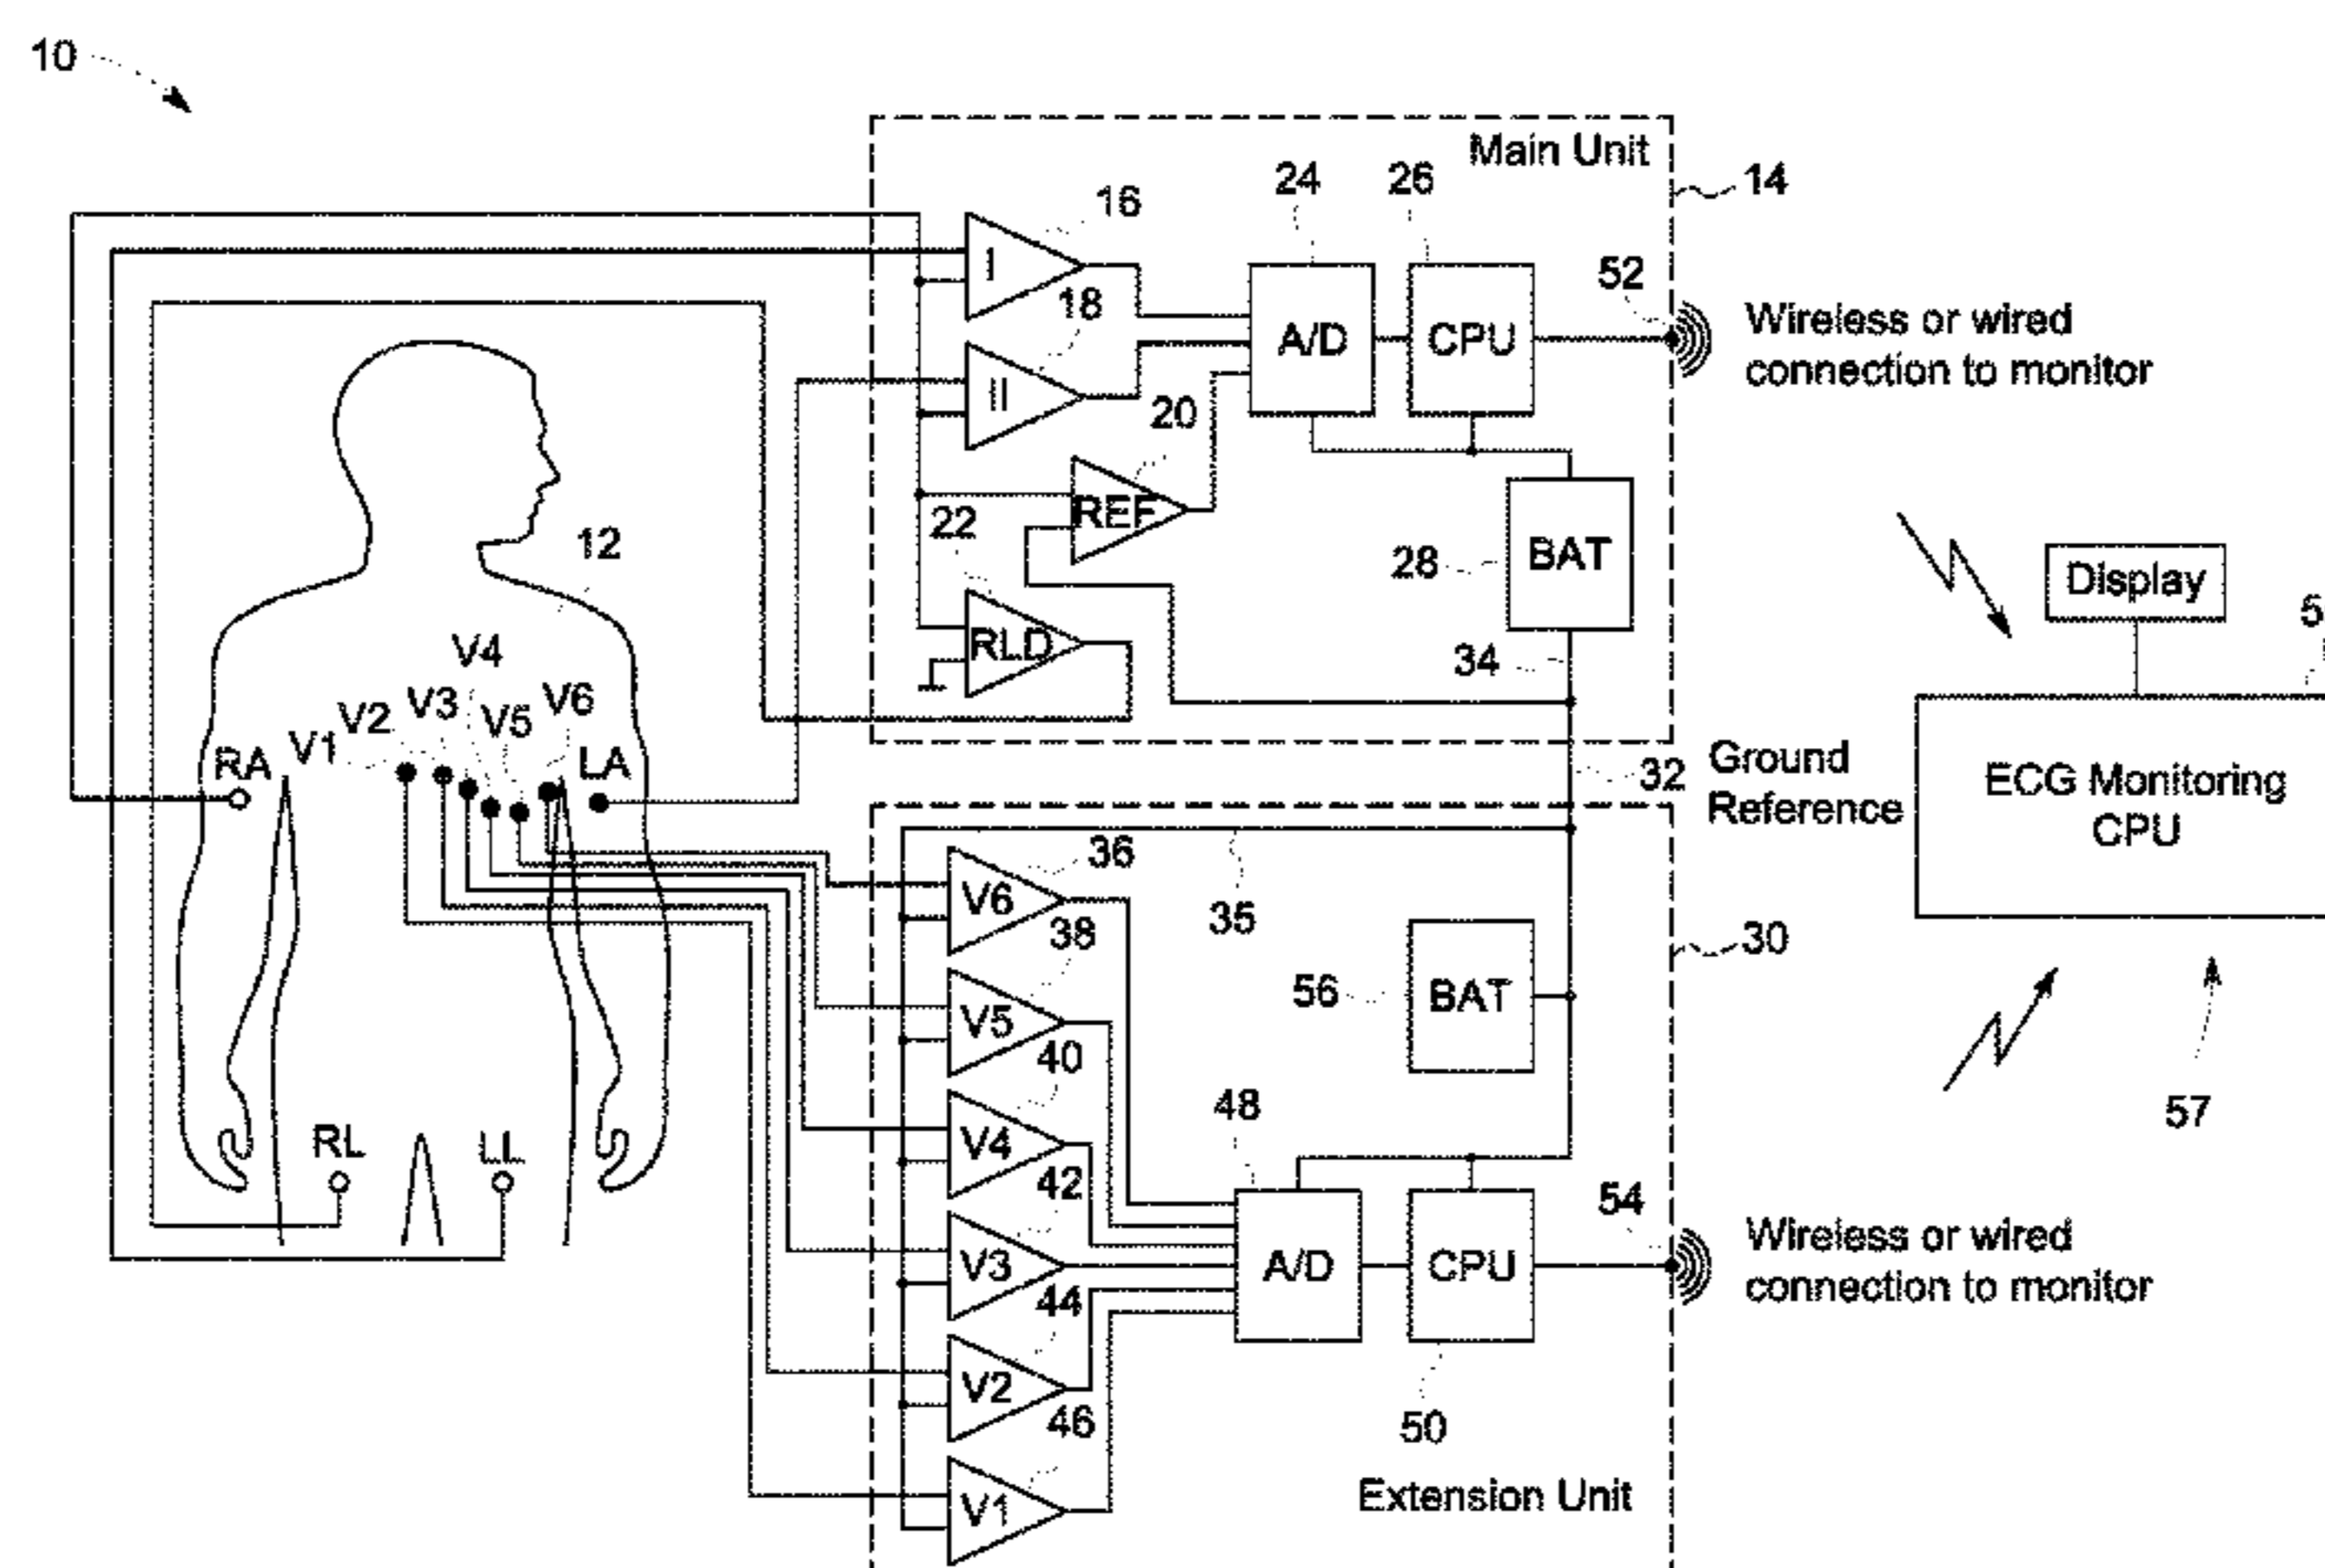 10
Main Unit
14
24
26
16
I
52
18
A/D
CPU
Wireless or wired
connection to monitor
II
20
REF
22
28
BAT
Display
12
RLD
34
V4
V3
V6
V2
V5
V1
RA
LA
32
Ground
Reference
ECG Monitoring
CPU
36
V6
35
38
30
56
BAT
V5
40
48
57
RL
LL
V4
42
54
V3
A/D
CPU
Wireless or wired
connection to monitor
44
V2
46
50
V1
Extension Unit